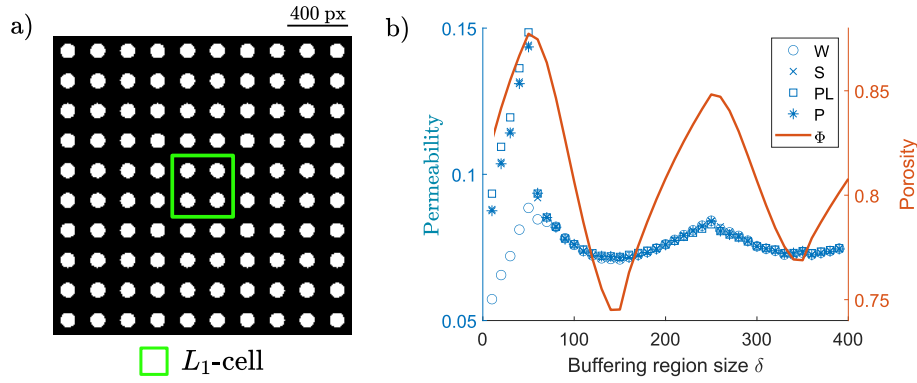 a)
400 px
L₁-cell
b)
0.15
0.1
0.05
Permeability
W
S
PL
P
Φ
0.85
0.8
0.75
Porosity
0
100
200
300
400
Buffering region size δ